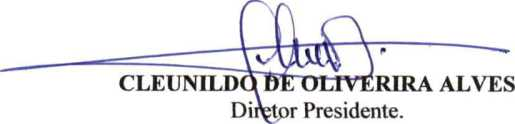 CLEUNILDO DE OLIVERIRA ALVES
Diretor Presidente.